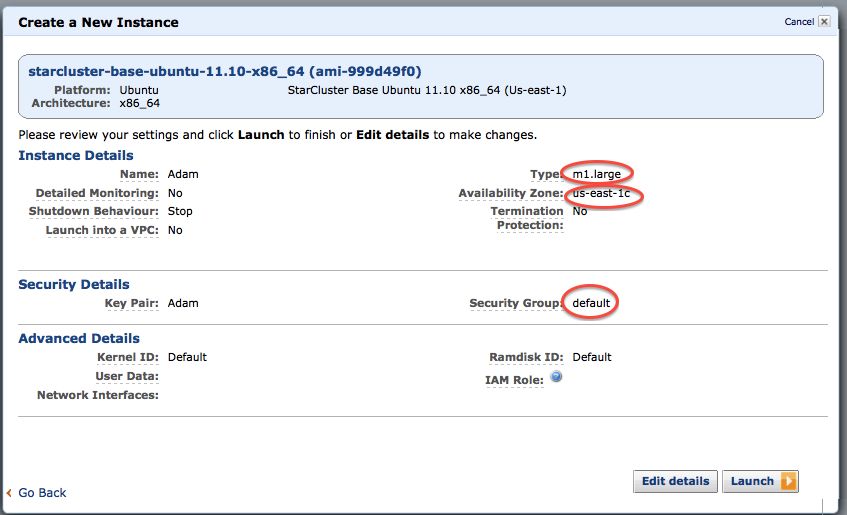 Create a New Instance Cancel
starcluster-base-ubuntu-11.10-x86_64 (ami-999d49f0)
Platform: Ubuntu StarCluster Base Ubuntu 11.10 x86_64 (Us-east-1)
Architecture: x86_64
Please review your settings and click Launch to finish or Edit details to make changes.
Instance Details
Name: Adam Type: m1.large
Detailed Monitoring: No Availability Zone: us-east-1c
Shutdown Behaviour: Stop Termination No
Launch into a VPC: No Protection:
Security Details
Key Pair: Adam Security Group: default
Advanced Details
Kernel ID: Default Ramdisk ID: Default
User Data: IAM Role: ?
Network Interfaces:
Edit details Launch
Go Back